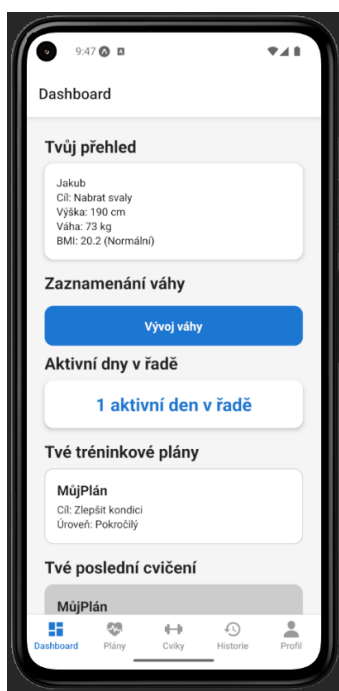 9:47
Dashboard
Tvůj přehled
Jakub
Cíl: Nabrat svaly
Výška: 190 cm
Váha: 73 kg
BMI: 20.2 (Normální)
Zaznamenání váhy
Vývoj váhy
Aktivní dny v řadě
1 aktivní den v řadě
Tvé tréninkové plány
MůjPlán
Cíl: Zlepšit kondici
Úroveň: Pokročilý
Tvé poslední cvičení
MůjPlán
Dashboard Plány Cviky Historie Profil